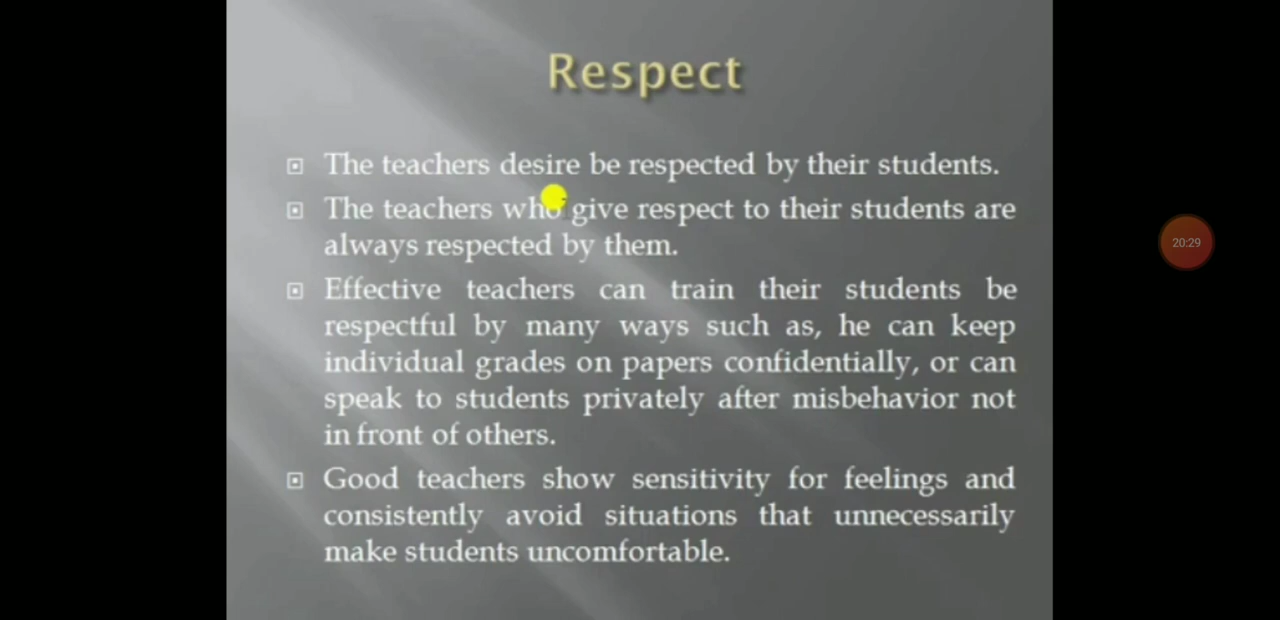 Respect
The teachers desire be respected by their students.
The teachers who give respect to their students are
always respected by them.
Effective teachers can train their students be
respectful by many ways such as, he can keep
individual grades on papers confidentially, or can
speak to students privately after misbehavior not
in front of others.
Good teachers show sensitivity for feelings and
consistently avoid situations that unnecessarily
make students uncomfortable.
20:29